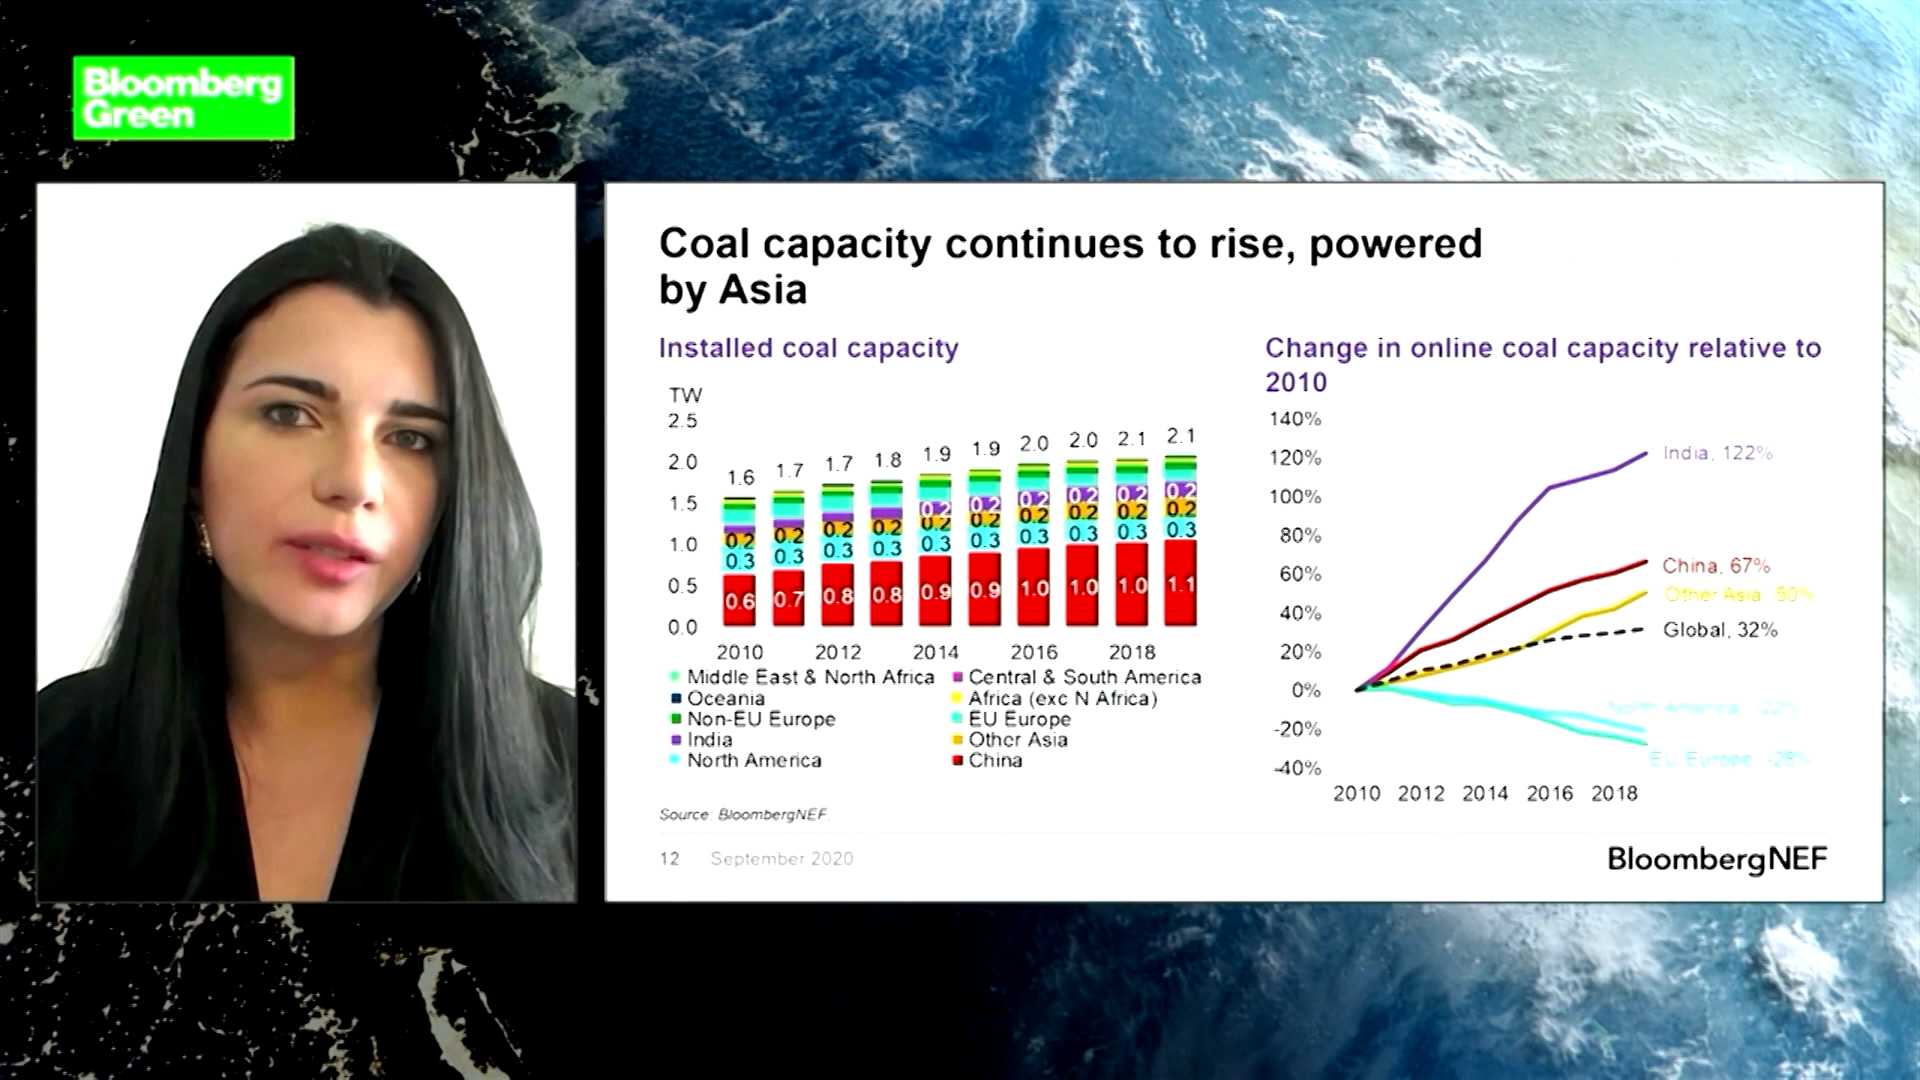 Bloomberg
Green
Coal capacity continues to rise, powered
by Asia
Installed coal capacity
TW
2.5
2.0
1.5
1.0
0.5
0.0
1.6 1.7 1.7 1.8 1.9 1.9 2.0 2.0 2.1 2.1
0.2 0.2 0.2 0.2 0.2 0.2
0.2 0.2 0.2 0.2 0.2 0.2 0.2 0.2 0.2 0.2
0.3 0.3 0.3 0.3 0.3 0.3 0.3 0.3 0.3 0.3
0.6 0.7 0.8 0.8 0.9 0.9 1.0 1.0 1.0 1.1
2010 2012 2014 2016 2018
Middle East & North Africa
Central & South America
Oceania
Africa (exc N Africa)
Non-EU Europe
EU Europe
India
Other Asia
North America
China
Change in online coal capacity relative to
2010
140%
120%
100%
80%
60%
40%
20%
0%
-20%
-40%
India, 122%
China, 67%
Other Asia, 50%
Global, 32%
North America, -22%
EU Europe, -28%
2010 2012 2014 2016 2018
Source: BloombergNEF.
12 September 2020
BloombergNEF